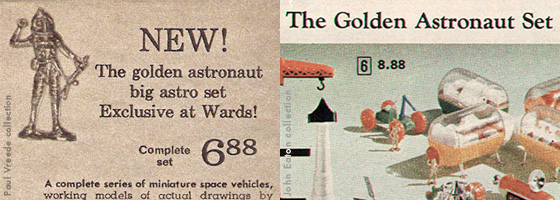 NEW!
The golden astronaut
big astro set
Exclusive at Wards!
Complete
set 6 88
A complete series of miniature space vehicles,
working models of actual drawings by
Paul Vreede collection
The Golden Astronaut Set
6 8.88
John Eaton collection